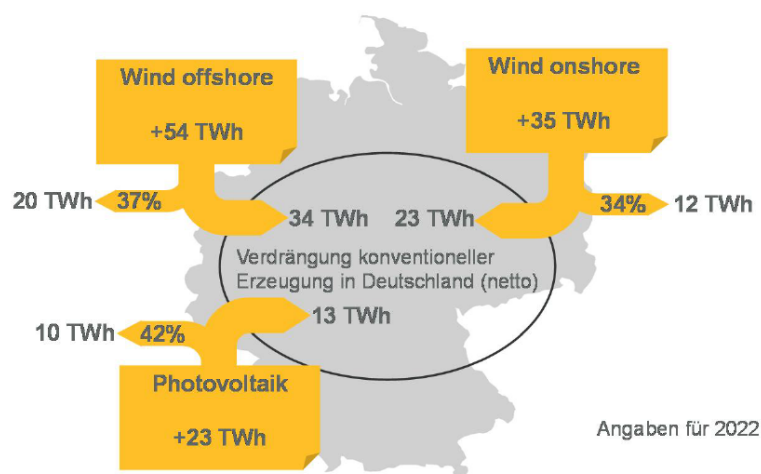 Wind offshore
+54 TWh
Wind onshore
+35 TWh
20 TWh
37%
34 TWh
23 TWh
34%
12 TWh
Verdrängung konventioneller
Erzeugung in Deutschland (netto)
10 TWh
42%
13 TWh
Photovoltaik
+23 TWh
Angaben für 2022